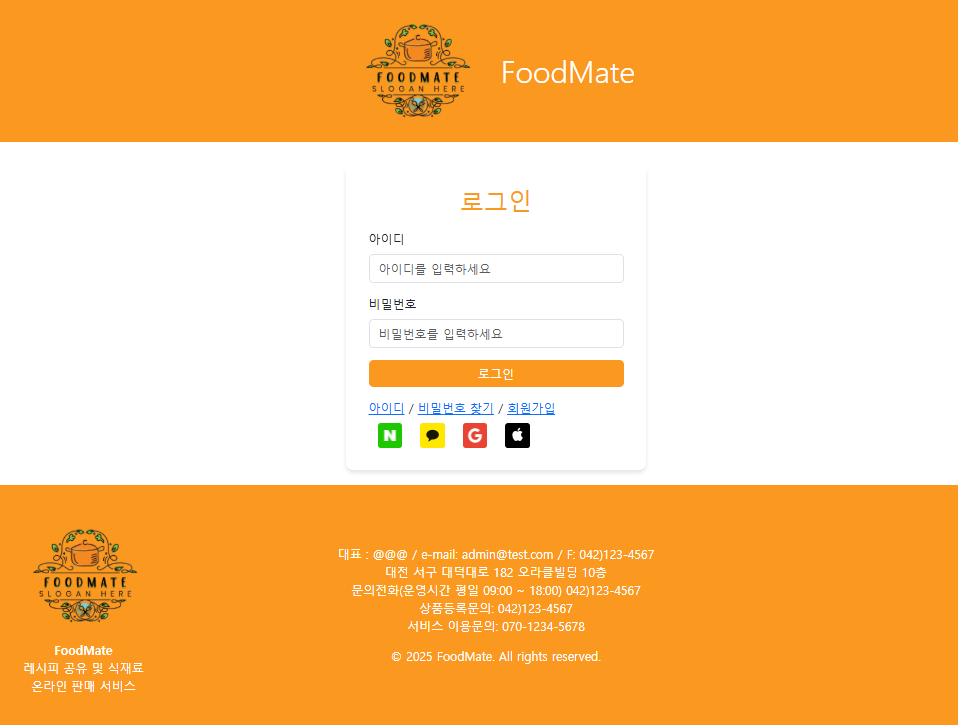 FOODMATE
SLOGAN HERE
FoodMate
로그인
아이디
아이디를 입력하세요
비밀번호
비밀번호를 입력하세요
로그인
아이디 / 비밀번호 찾기 / 회원가입
N
G
FOODMATE
SLOGAN HERE
FoodMate
레시피 공유 및 식재료
온라인 판매 서비스
대표 : @@@ / e-mail: admin@test.com / F: 042)123-4567
대전 서구 대덕대로 182 오라클빌딩 10층
문의전화(운영시간 평일 09:00 ~ 18:00) 042)123-4567
상품등록문의: 042)123-4567
서비스 이용문의: 070-1234-5678
© 2025 FoodMate. All rights reserved.